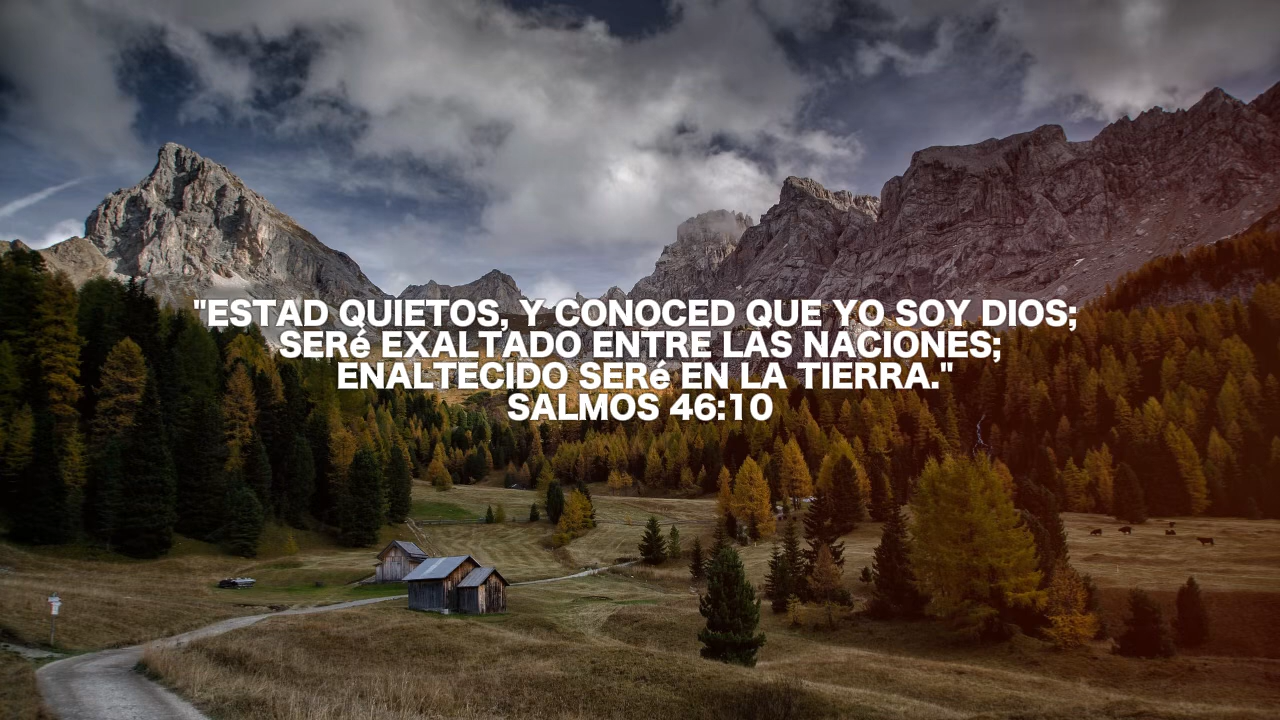 "ESTAD QUIETOS, Y CONOCED QUE YO SOY DIOS;
SERé EXALTADO ENTRE LAS NACIONES;
ENALTECIDO SERé EN LA TIERRA."
SALMOS 46:10